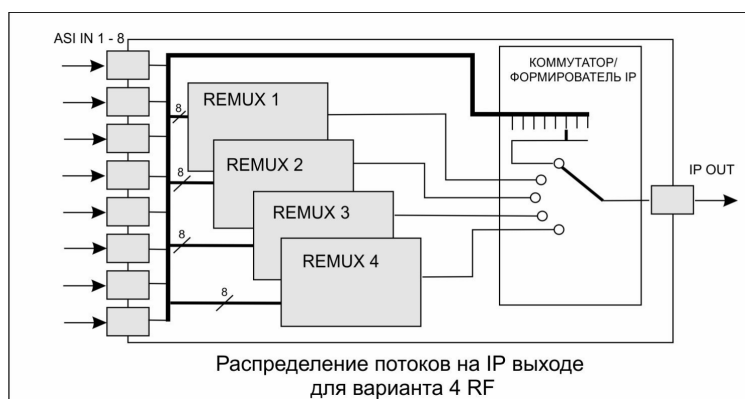 ASI IN 1 - 8
КОММУТАТОР/
ФОРМИРОВАТЕЛЬ IP
8
REMUX 1
8
REMUX 2
IP OUT
8
REMUX 3
8
REMUX 4
Распределение потоков на IP выходе
для варианта 4 RF